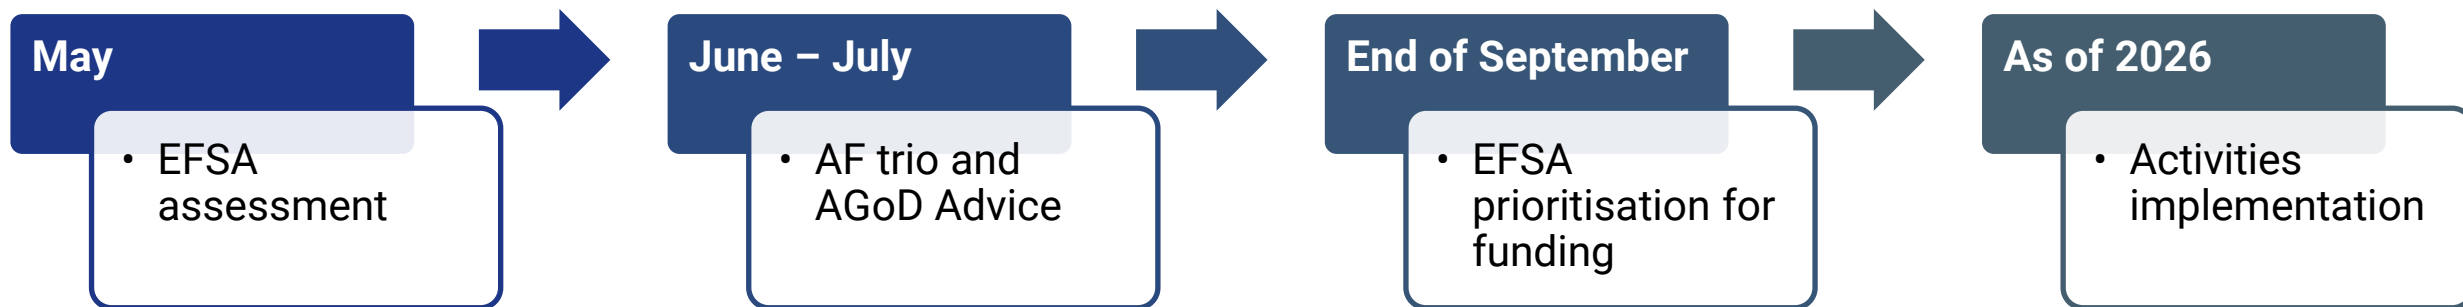 May
• EFSA
assessment
June – July
• AF trio and
AGoD Advice
End of September
• EFSA
prioritisation for
funding
As of 2026
• Activities
implementation